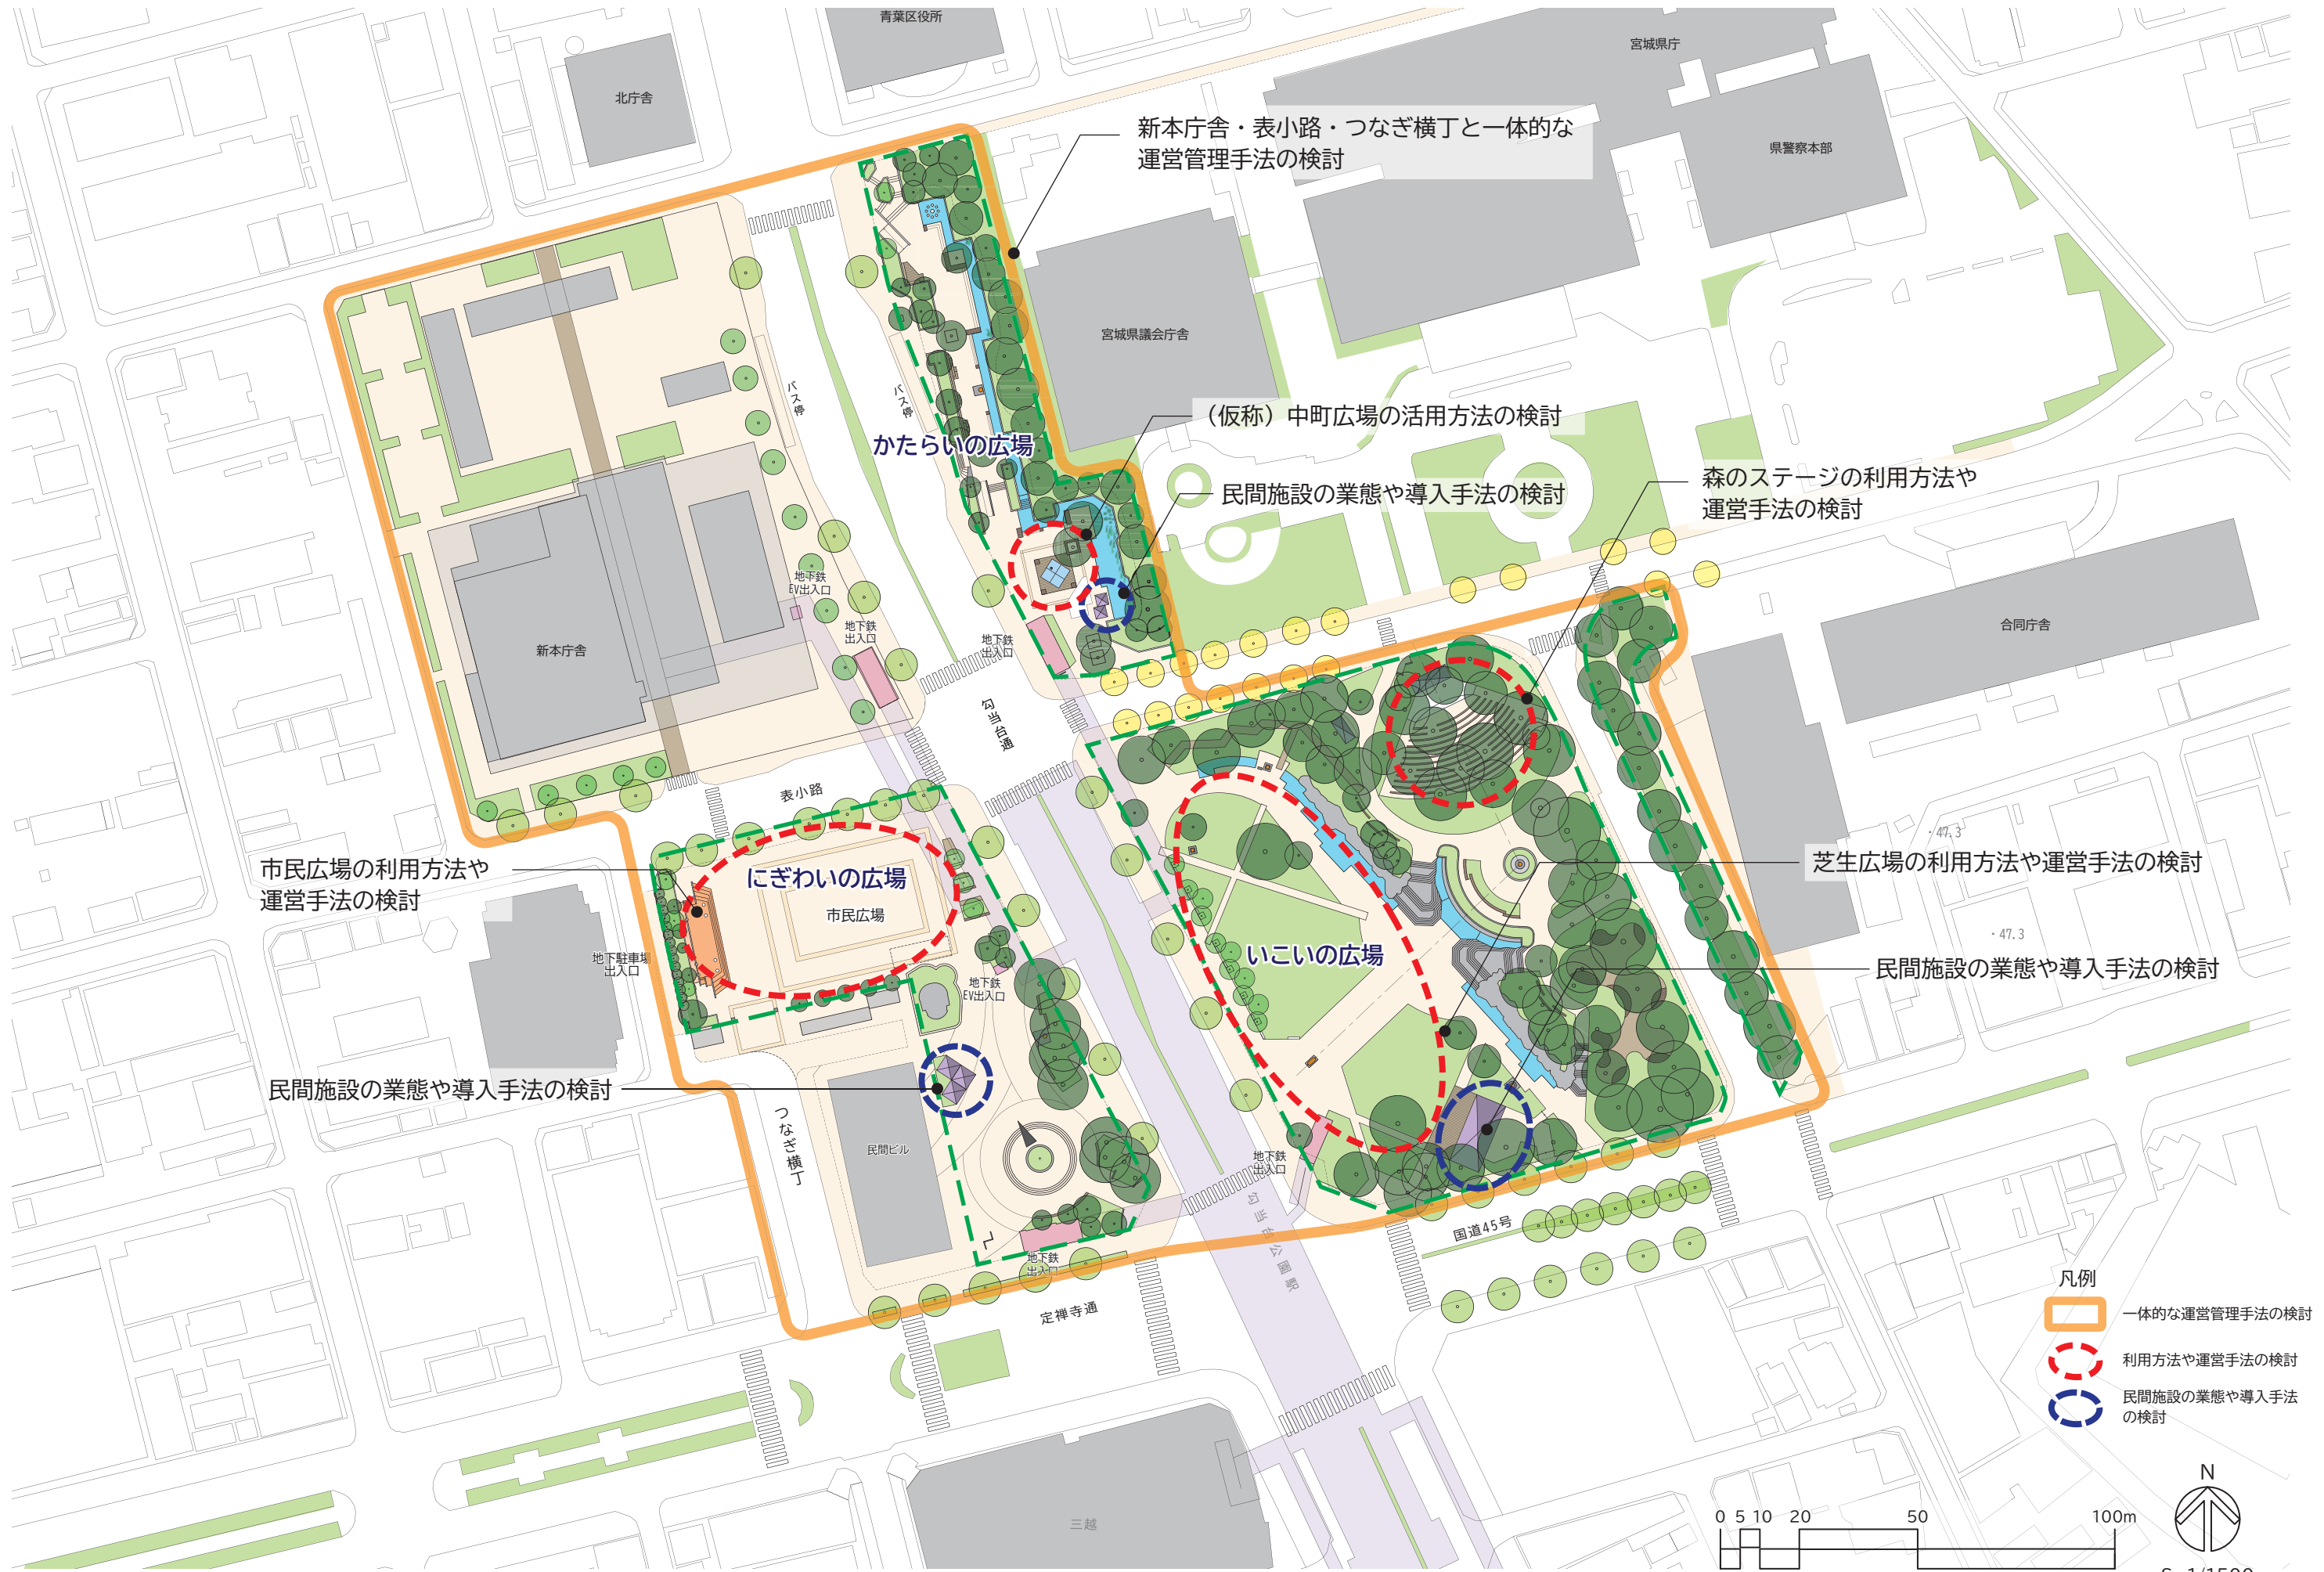 青葉区役所
宮城県庁
北庁舎
県警察本部
新本庁舎・表小路・つなぎ横丁と一体的な
運営管理手法の検討
宮城県議会庁舎
バス停
バス停
かたらいの広場
（仮称）中町広場の活用方法の検討
民間施設の業態や導入手法の検討
森のステージの利用方法や
運営手法の検討
地下鉄
EV出入口
地下鉄
出入口
地下鉄
出入口
新本庁舎
合同庁舎
勾当台通
表小路
市民広場の利用方法や
運営手法の検討
にぎわいの広場
市民広場
・47.3
芝生広場の利用方法や運営手法の検討
・47.3
地下駐車場
出入口
地下鉄
EV出入口
いこいの広場
民間施設の業態や導入手法の検討
民間施設の業態や導入手法の検討
つなぎ横丁
民間ビル
地下鉄
出入口
勾当台公園駅
国道45号
地下鉄
出入口
定禅寺通
三越
凡例
一体的な運営管理手法の検討
利用方法や運営手法の検討
民間施設の業態や導入手法
の検討
N
0 5 10 20 50 100m
S=1/1500